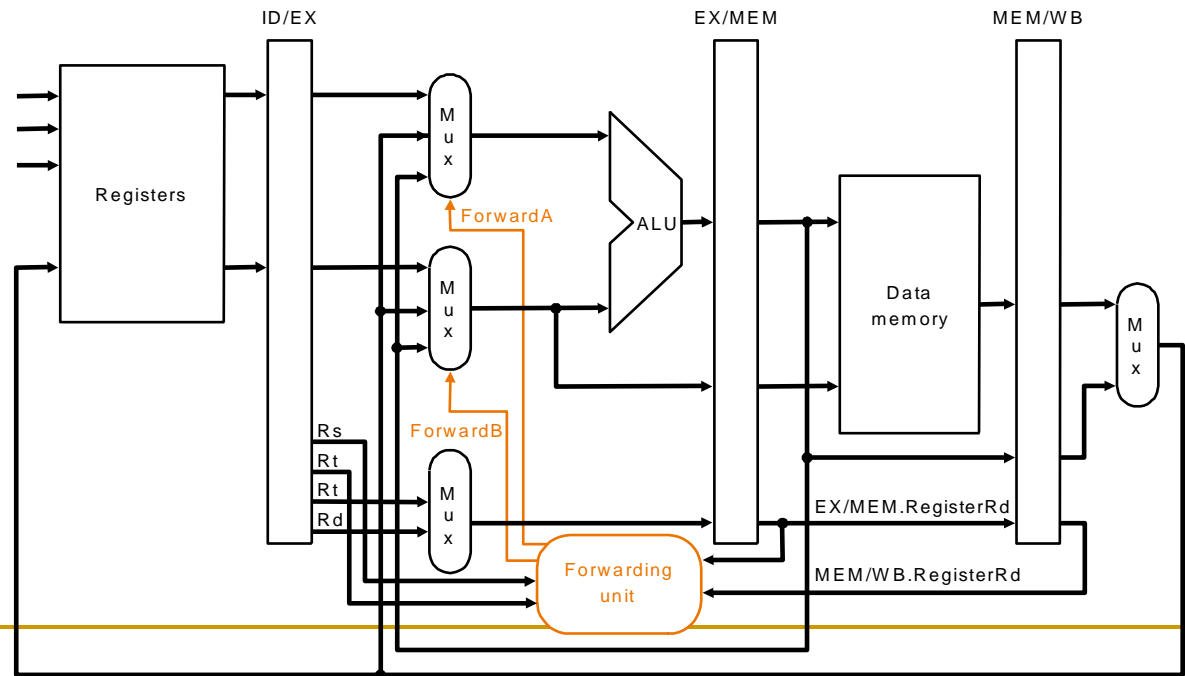 ID/EX
EX/MEM
MEM/WB
Registers
M
u
x
ForwardA
ALU
M
u
x
Data
memory
M
u
x
ForwardB
Rs
Rt
Rt
Rd
M
u
x
EX/MEM.RegisterRd
Forwarding
unit
MEM/WB.RegisterRd